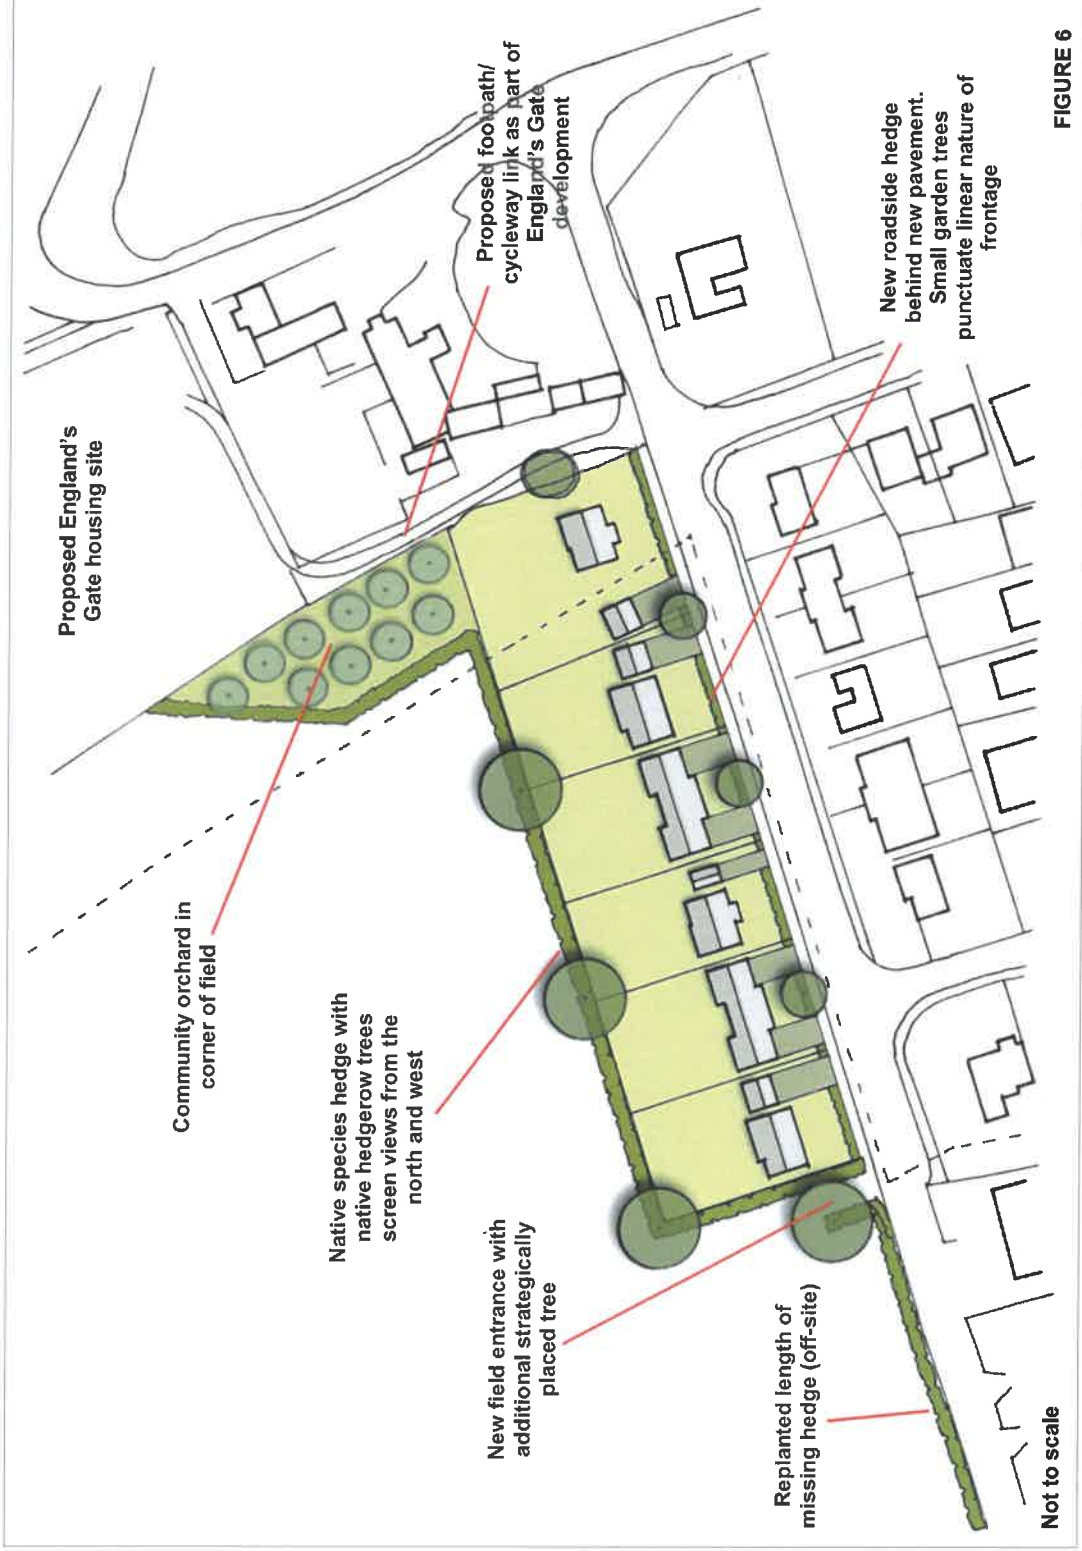 Proposed England's
Gate housing site
Proposed footpath/
cycleway link as part of
England's Gate
development
Community orchard in
corner of field
Native species hedge with
native hedgerow trees
screen views from the
north and west
New field entrance with
additional strategically
placed tree
Replanted length of
missing hedge (off-site)
New roadside hedge
behind new pavement.
Small garden trees
punctuate linear nature of
frontage
Not to scale
FIGURE 6